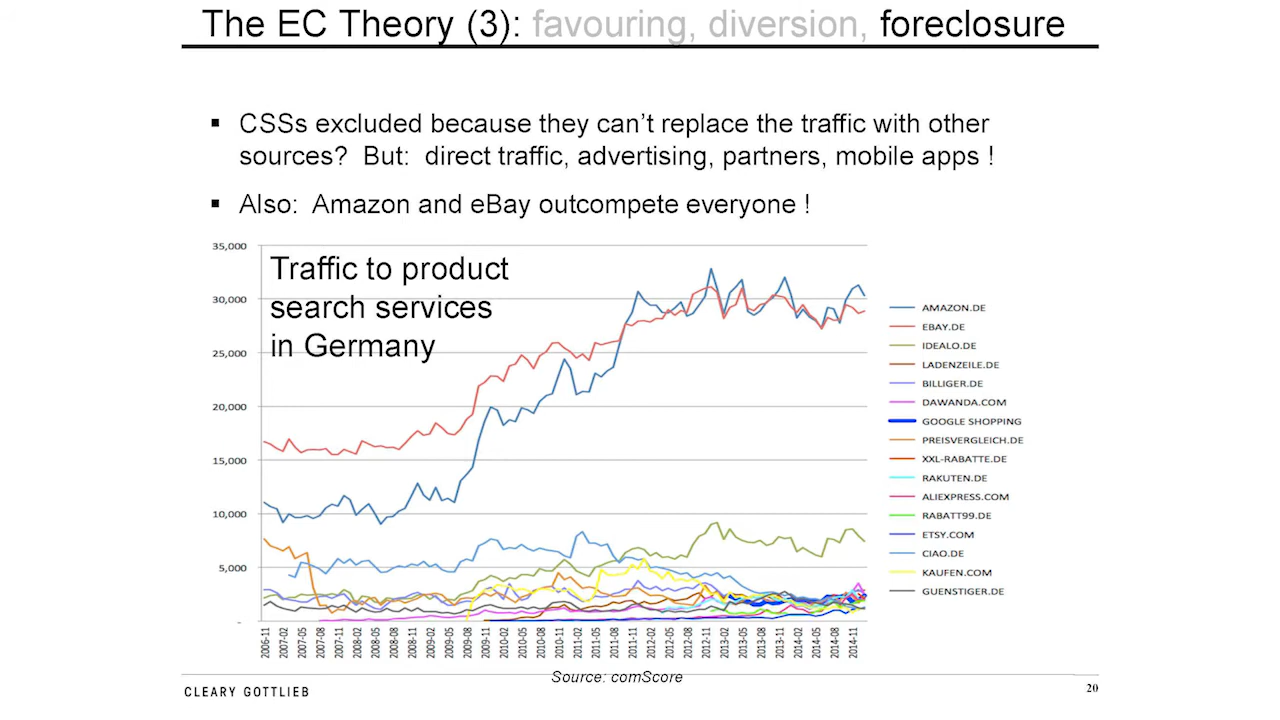 The EC Theory (3): favouring, diversion, foreclosure
▪ CSSs excluded because they can’t replace the traffic with other
sources? But: direct traffic, advertising, partners, mobile apps !
▪ Also: Amazon and eBay outcompete everyone !
35,000
30,000
25,000
20,000
15,000
10,000
5,000
-
Traffic to product
search services
in Germany
AMAZON.DE
EBAY.DE
IDEALO.DE
LADENZEILE.DE
BILLIGER.DE
DAWANDA.COM
GOOGLE SHOPPING
PREISVERGLEICH.DE
XXL-RABATTE.DE
RAKUTEN.DE
ALIEXPRESS.COM
RABATT99.DE
ETSY.COM
CIAO.DE
KAUFEN.COM
GUENSTIGER.DE
2006-11
2007-02
2007-05
2007-08
2007-11
2008-02
2008-05
2008-08
2008-11
2009-02
2009-05
2009-08
2009-11
2010-02
2010-05
2010-08
2010-11
2011-02
2011-05
2011-08
2011-11
2012-02
2012-05
2012-08
2012-11
2013-02
2013-05
2013-08
2013-11
2014-02
2014-05
2014-08
2014-11
Source: comScore
CLEARY GOTTLIEB
20